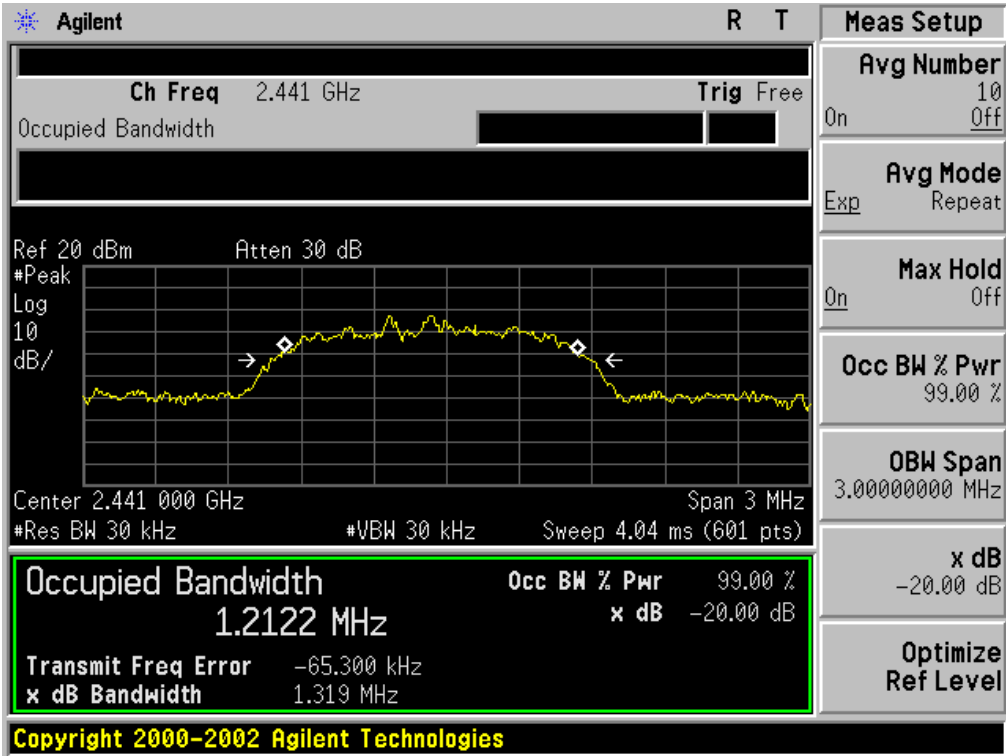 Agilent R T
Ch Freq 2.441 GHz Trig Free
Occupied Bandwidth
Ref 20 dBm Atten 30 dB
#Peak
Log
10
dB/
Center 2.441 000 GHz Span 3 MHz
#Res BW 30 kHz #VBW 30 kHz Sweep 4.04 ms (601 pts)
Occupied Bandwidth Occ BW % Pwr 99.00 %
1.2122 MHz x dB -20.00 dB
Transmit Freq Error -65.300 kHz
x dB Bandwidth 1.319 MHz
Copyright 2000-2002 Agilent Technologies
Meas Setup
Avg Number
10
On Off
Avg Mode
Exp Repeat
Max Hold
On Off
Occ BW % Pwr
99.00 %
OBW Span
3.00000000 MHz
x dB
-20.00 dB
Optimize
Ref Level